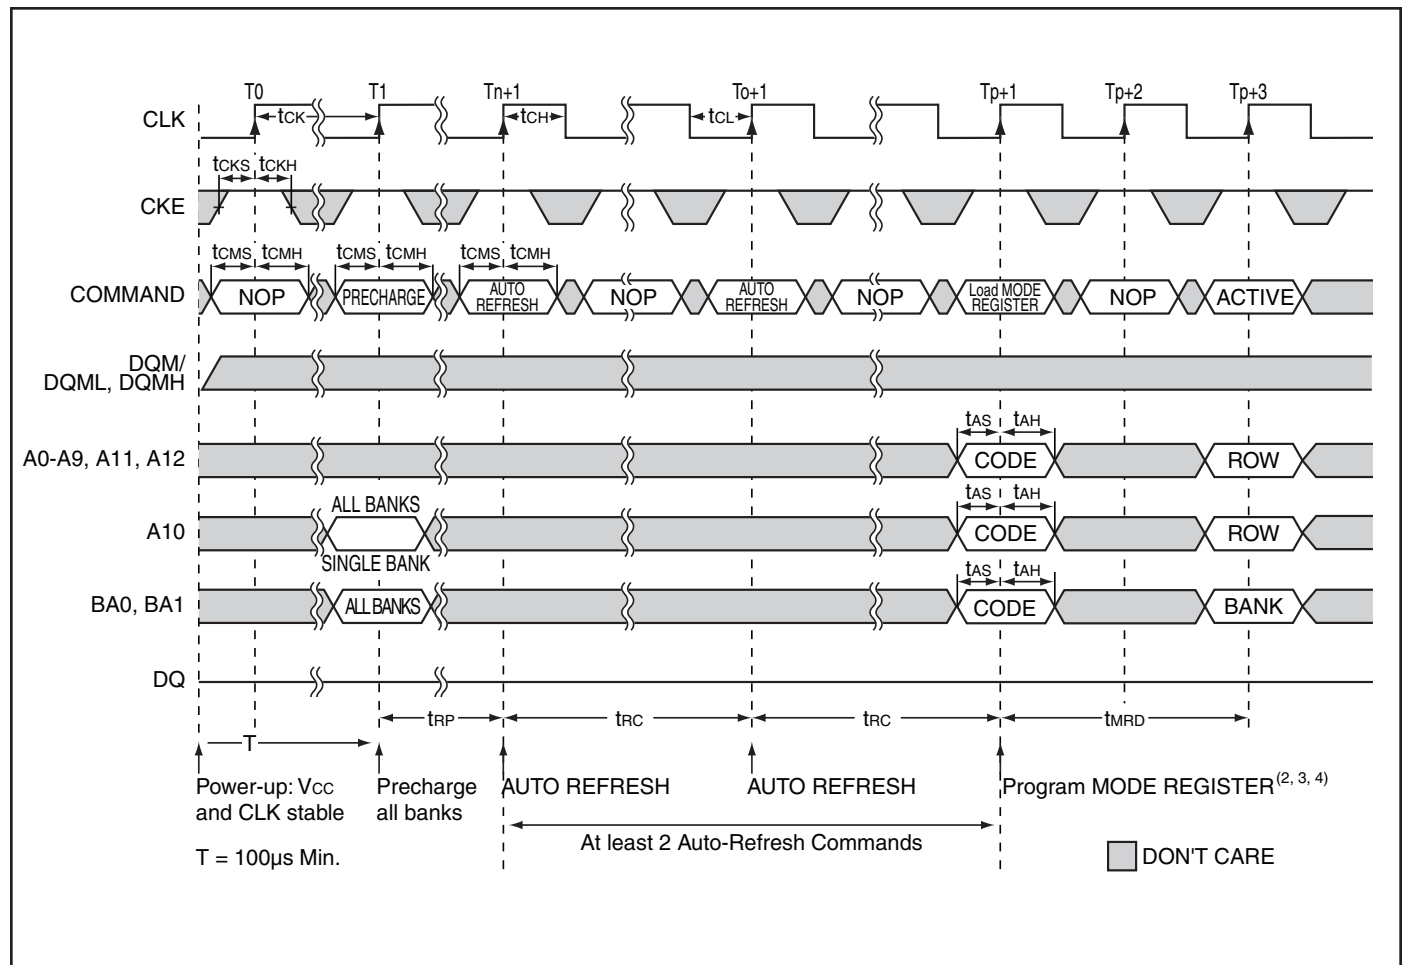 T0 T1 Tn+1 To+1 Tp+1 Tp+2 Tp+3
CLK tCK tCH tCL
tCKS tCKH
CKE
tCMS tCMH tCMS tCMH tCMS tCMH
COMMAND NOP PRECHARGE AUTO REFRESH NOP AUTO REFRESH NOP Load MODE REGISTER NOP ACTIVE
DQM/
DQML, DQMH
tAS tAH
A0-A9, A11, A12 CODE ROW
ALL BANKS tAS tAH
A10 CODE ROW
SINGLE BANK tAS tAH
BA0, BA1 ALL BANKS CODE BANK
DQ
tRP tRC tRC tMRD
T
Power-up: VCC Precharge AUTO REFRESH AUTO REFRESH Program MODE REGISTER(2, 3, 4)
and CLK stable all banks
At least 2 Auto-Refresh Commands
T = 100µs Min. DON'T CARE